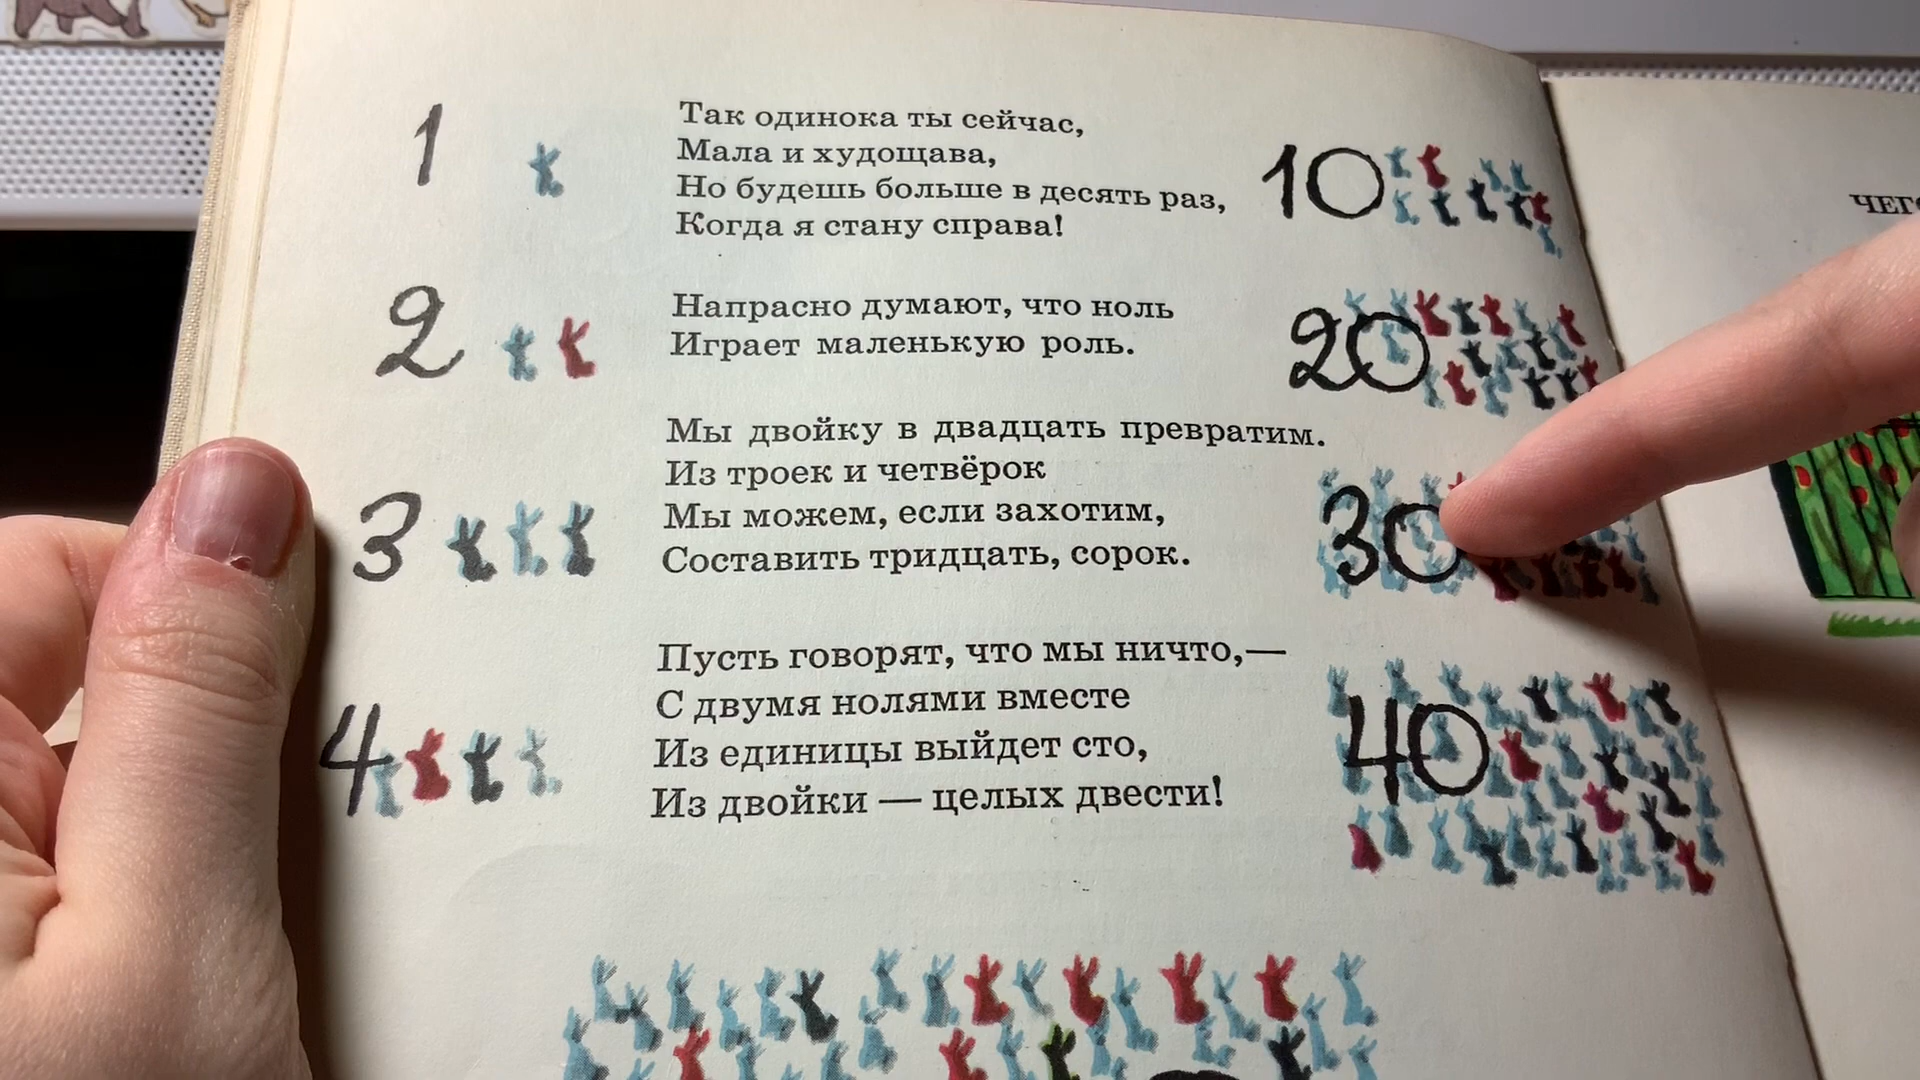 1
Так одинока ты сейчас,
Мала и худощава,
Но будешь больше в десять раз,
Когда я стану справа!
10
2
Напрасно думают, что ноль
Играет маленькую роль.
20
Мы двойку в двадцать превратим.
Из троек и четвёрок
3
Мы можем, если захотим,
Составить тридцать, сорок.
30
Пусть говорят, что мы ничто,—
С двумя нолями вместе
4
Из единицы выйдет сто,
Из двойки — целых двести!
40